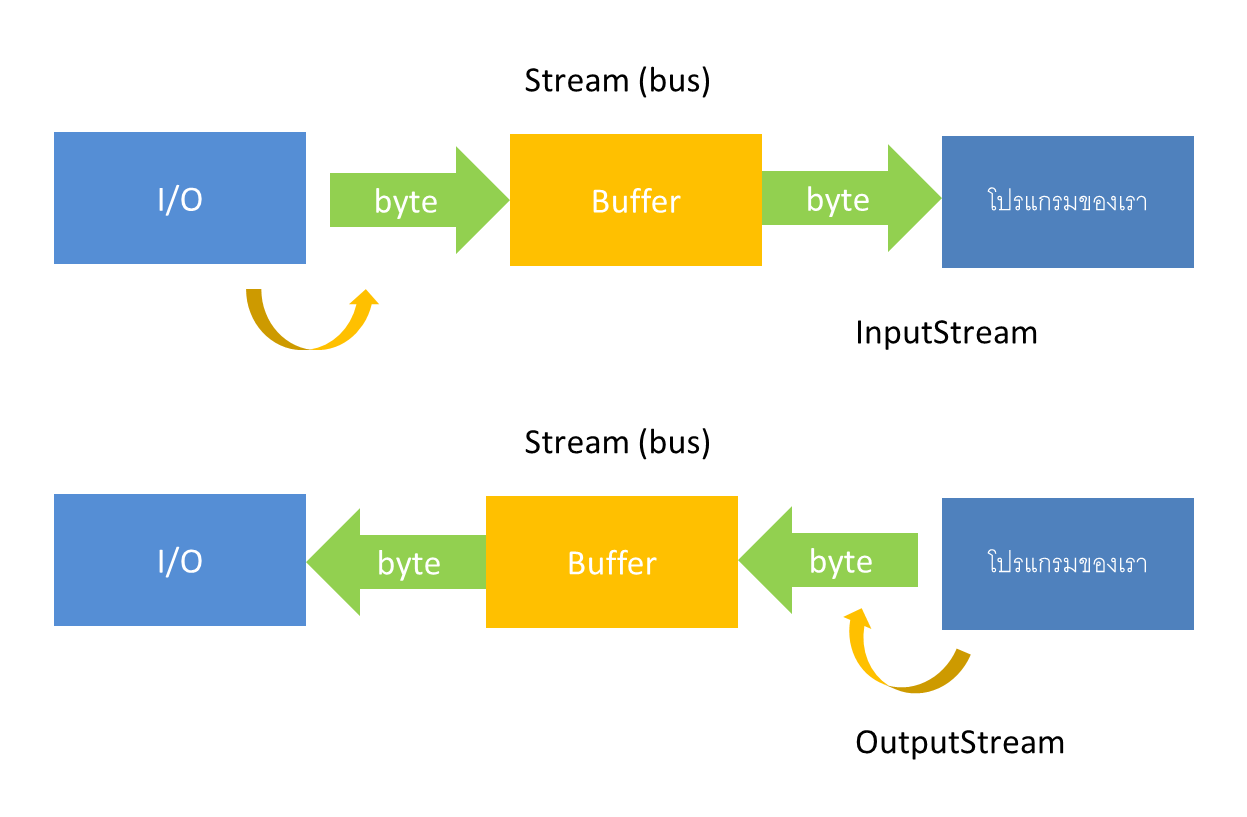 Stream (bus)
I/O
byte
Buffer
byte
โปรแกรมของเรา
InputStream
Stream (bus)
I/O
byte
Buffer
byte
โปรแกรมของเรา
OutputStream